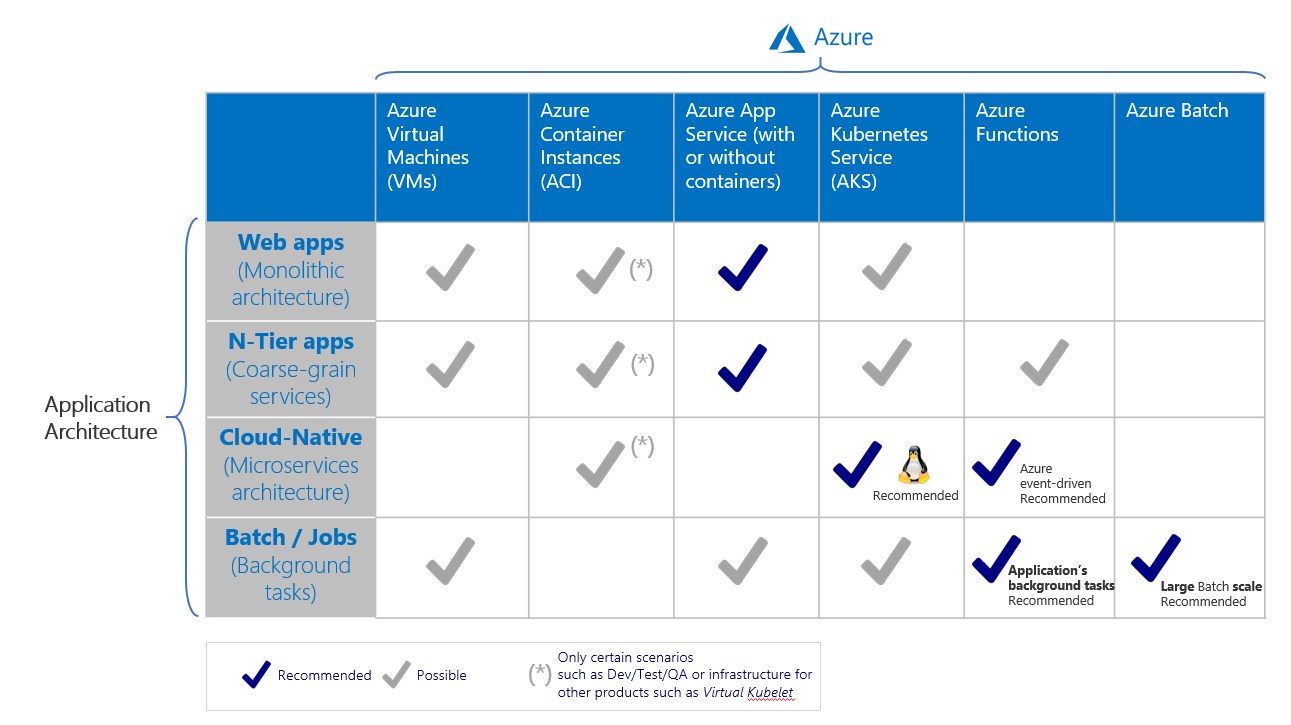 Azure
Azure
Virtual
Machines
(VMs)
Azure
Container
Instances
(ACI)
Azure App
Service (with
or without
containers)
Azure
Kubernetes
Service
(AKS)
Azure
Functions
Azure Batch
Application
Architecture
Web apps
(Monolithic
architecture)
(*)
N-Tier apps
(Coarse-grain
services)
(*)
Cloud-Native
(Microservices
architecture)
(*)
Recommended
Azure
event-driven
Recommended
Batch / Jobs
(Background
tasks)
Application's
background tasks
Recommended
Large Batch scale
Recommended
Recommended
Possible
(*)
Only certain scenarios
such as Dev/Test/QA or infrastructure for
other products such as Virtual Kubelet